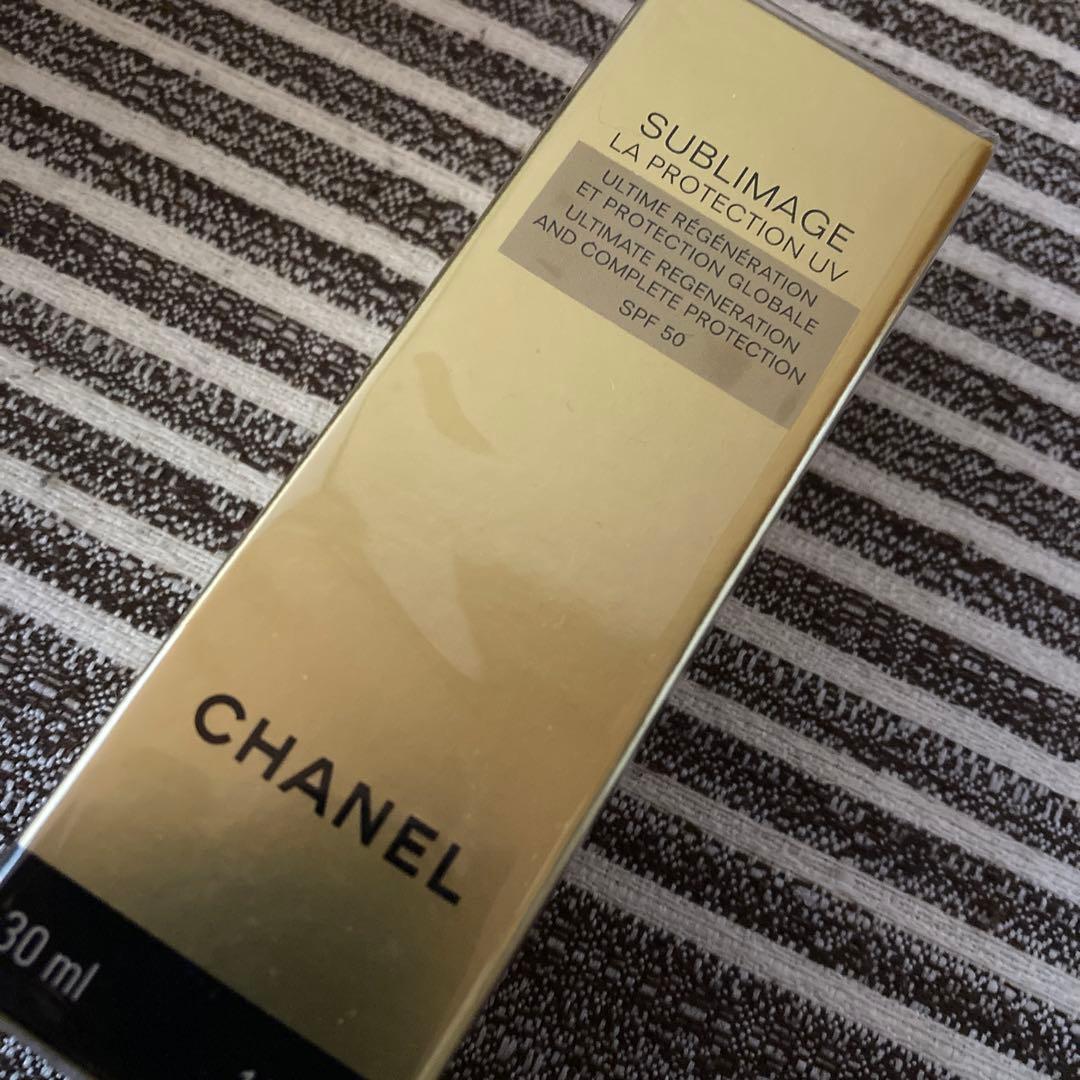 SUBLIMAGE
LA PROTECTION UV
ULTIME RÉGÉNÉRATION
ET PROTECTION GLOBALE
ULTIMATE REGENERATION
AND COMPLETE PROTECTION
SPF 50
CHANEL
30 ml